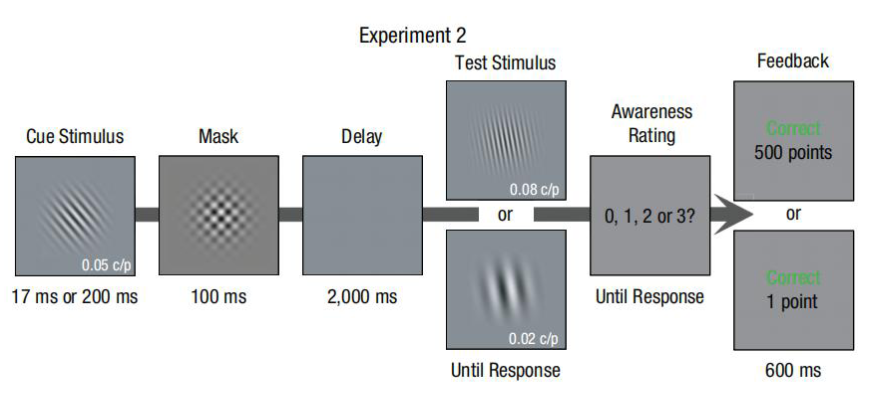 Experiment 2
Cue Stimulus
0.05 c/p
17 ms or 200 ms
Mask
100 ms
Delay
2,000 ms
Test Stimulus
0.08 c/p
or
0.02 c/p
Until Response
Awareness
Rating
0, 1, 2 or 3?
Until Response
Feedback
Correct
500 points
or
Correct
1 point
600 ms